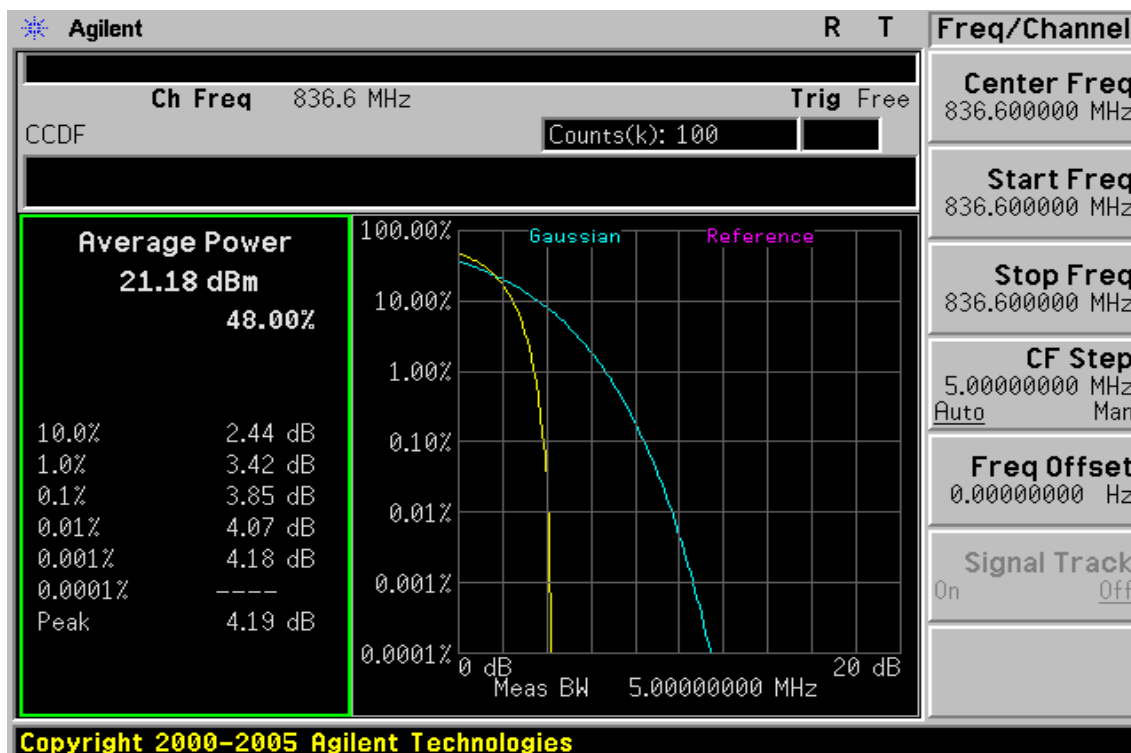 Agilent
R T
Freq/Channel
Ch Freq 836.6 MHz
Trig Free
CCDF
Counts(k): 100
Center Freq
836.600000 MHz
Start Freq
836.600000 MHz
Stop Freq
836.600000 MHz
CF Step
5.00000000 MHz
Auto Man
Freq Offset
0.00000000 Hz
Signal Track
On Off
Average Power
21.18 dBm
48.00%
10.0% 2.44 dB
1.0% 3.42 dB
0.1% 3.85 dB
0.01% 4.07 dB
0.001% 4.18 dB
0.0001% ----
Peak 4.19 dB
Gaussian Reference
100.00%
10.00%
1.00%
0.10%
0.01%
0.001%
0.0001%
0 dB 20 dB
Meas BW 5.00000000 MHz
Copyright 2000-2005 Agilent Technologies